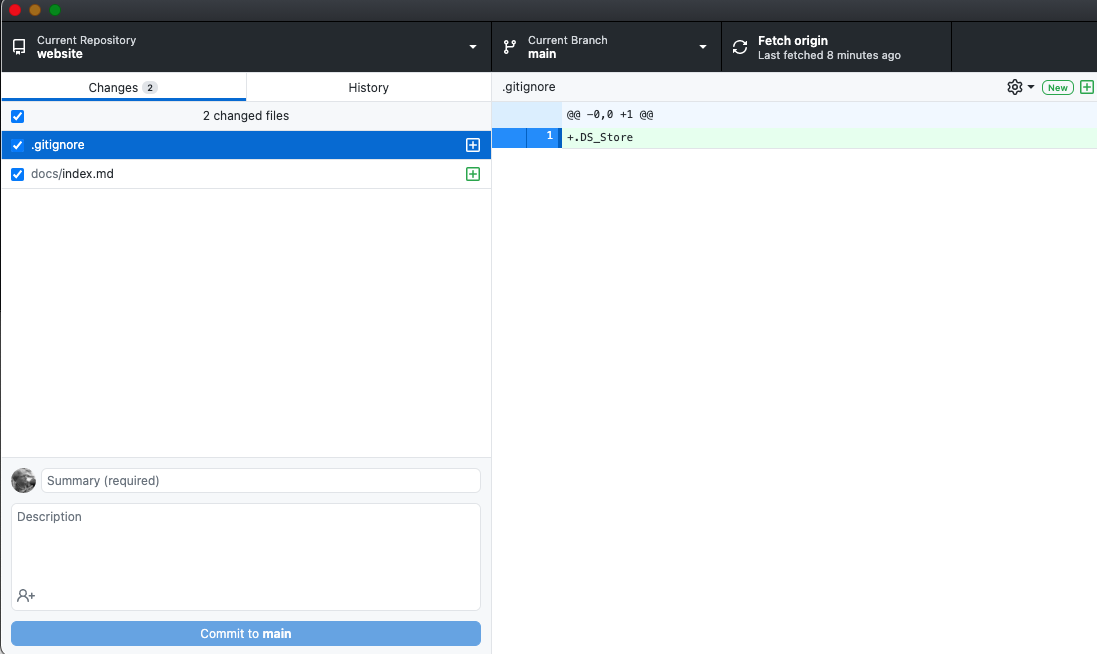 Current Repository
website
Current Branch
main
Fetch origin
Last fetched 8 minutes ago
Changes 2
History
2 changed files
.gitignore
docs/index.md
Summary (required)
Description
Commit to main
.gitignore
New
@@ -0,0 +1 @@
1 +.DS_Store